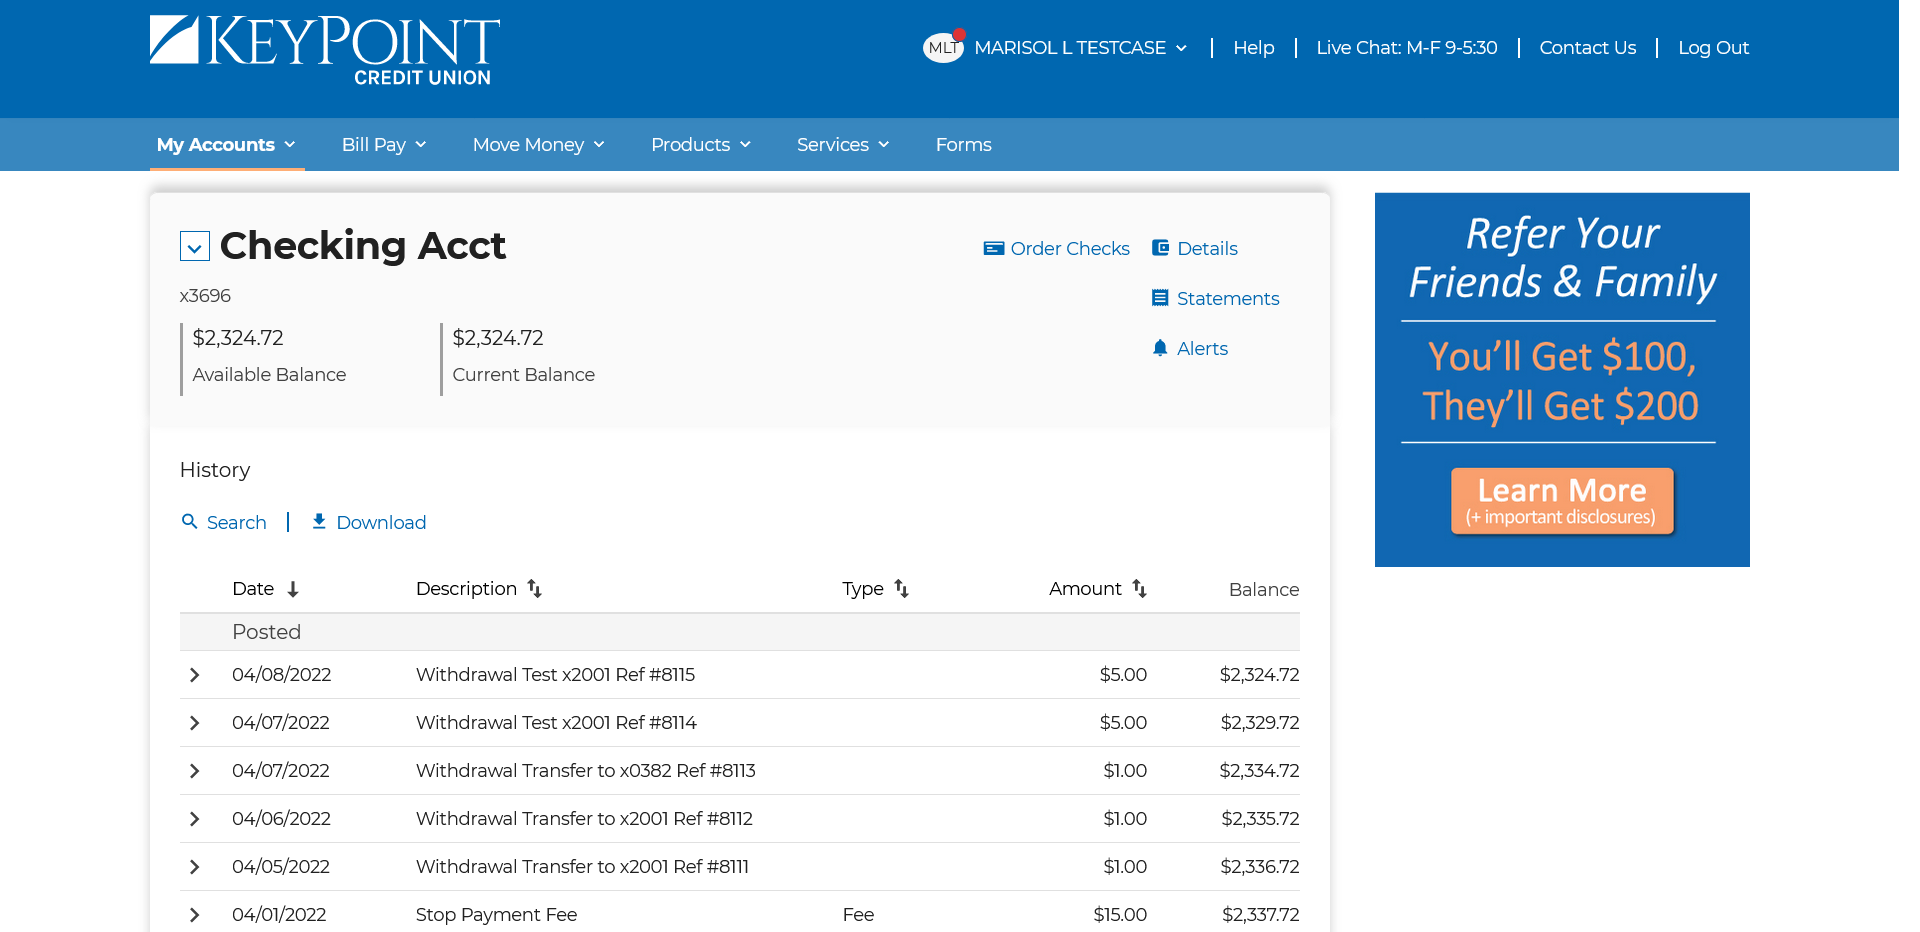 KEYPOINT
CREDIT UNION
MLT MARISOL L TESTCASE Help Live Chat: M-F 9-5:30 Contact Us Log Out
My Accounts Bill Pay Move Money Products Services Forms
Checking Acct
x3696
$2,324.72 $2,324.72
Available Balance Current Balance
Order Checks Details
Statements
Alerts
Refer Your
Friends & Family
You'll Get $100,
They'll Get $200
Learn More
(+ important disclosures)
History
Search Download
Date Description Type Amount Balance
Posted
04/08/2022 Withdrawal Test x2001 Ref #8115 $5.00 $2,324.72
04/07/2022 Withdrawal Test x2001 Ref #8114 $5.00 $2,329.72
04/07/2022 Withdrawal Transfer to x0382 Ref #8113 $1.00 $2,334.72
04/06/2022 Withdrawal Transfer to x2001 Ref #8112 $1.00 $2,335.72
04/05/2022 Withdrawal Transfer to x2001 Ref #8111 $1.00 $2,336.72
04/01/2022 Stop Payment Fee Fee $15.00 $2,337.72